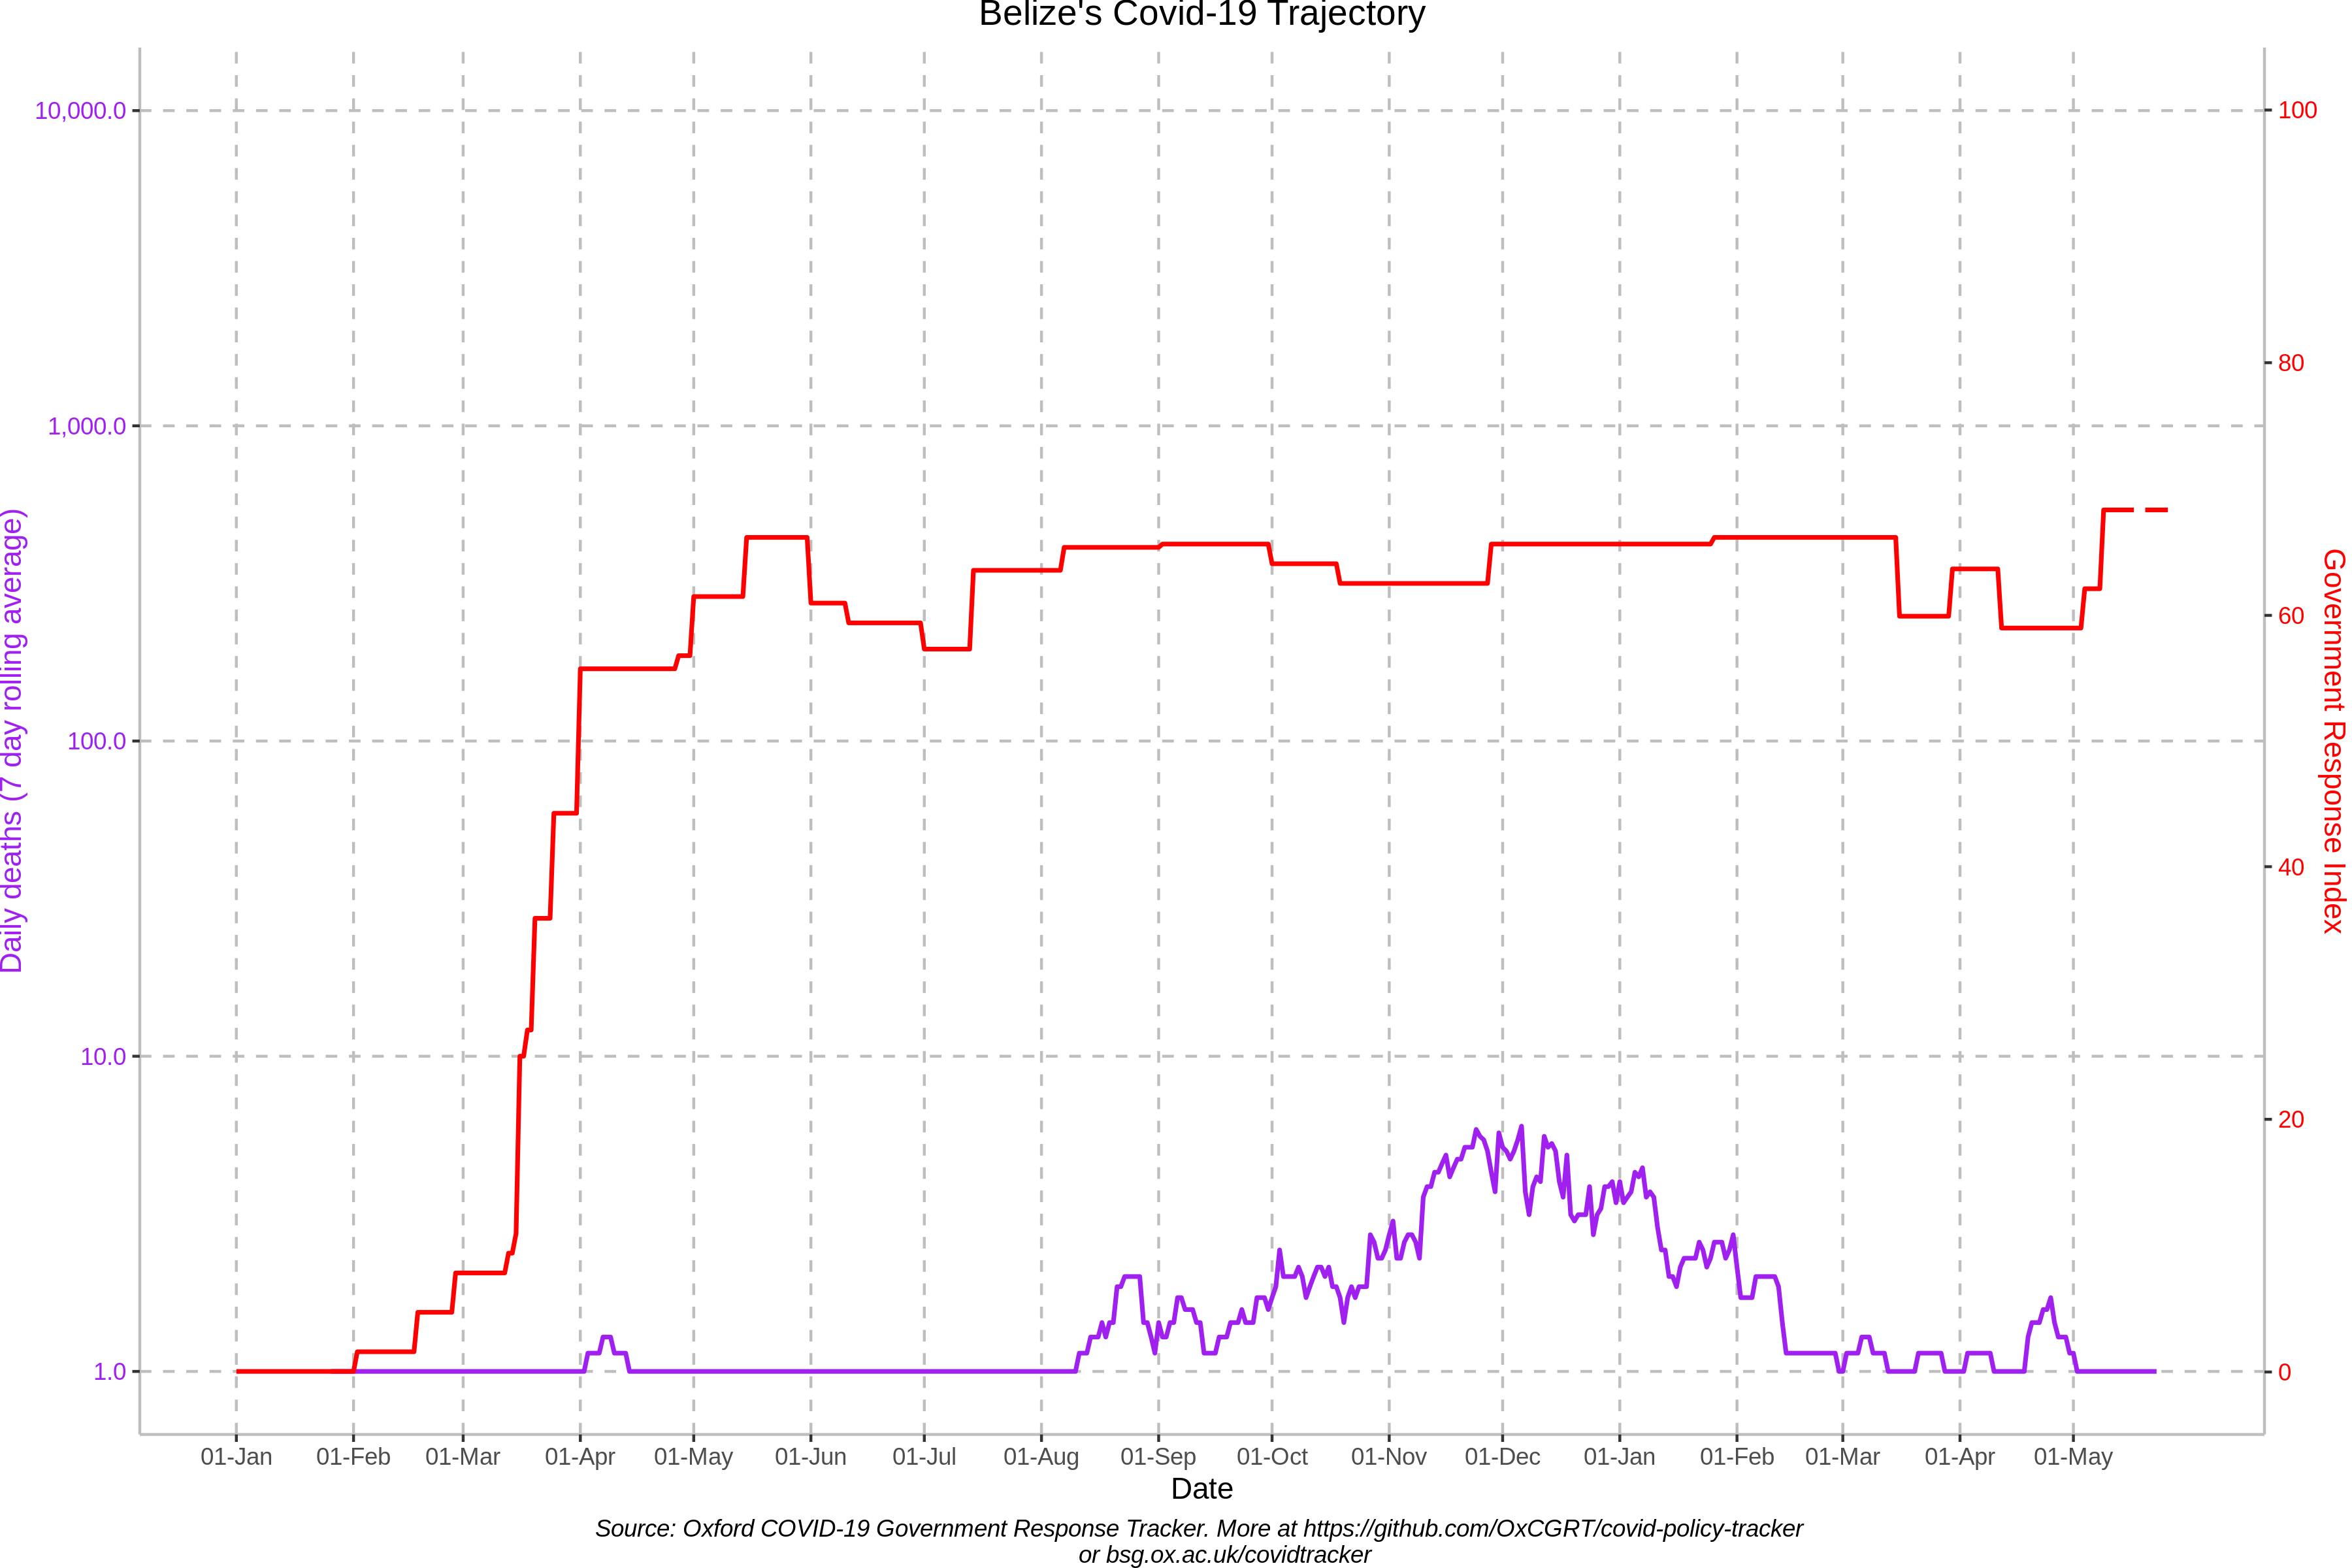 Belize's Covid-19 Trajectory
10,000.0
1,000.0
100.0
10.0
1.0
Daily deaths (7 day rolling average)
100
80
60
40
20
0
Government Response Index
01-Jan 01-Feb 01-Mar 01-Apr 01-May 01-Jun 01-Jul 01-Aug 01-Sep 01-Oct 01-Nov 01-Dec 01-Jan 01-Feb 01-Mar 01-Apr 01-May
Date
Source: Oxford COVID-19 Government Response Tracker. More at https://github.com/OxCGRT/covid-policy-tracker
or bsg.ox.ac.uk/covidtracker